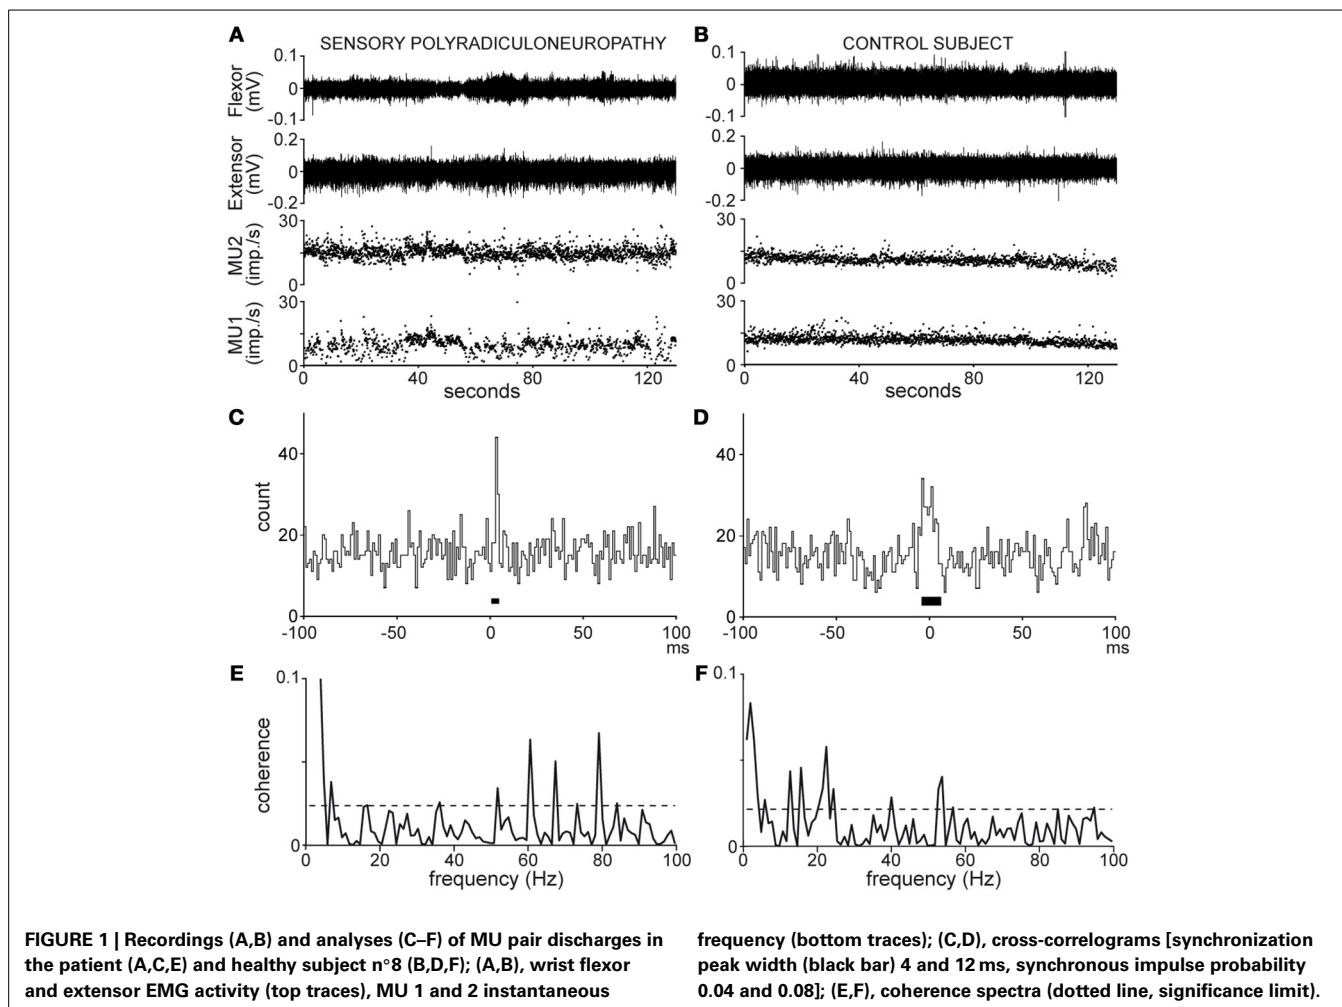 A
SENSORY POLYRADICULONEUROPATHY
B
CONTROL SUBJECT
Flexor
(mV)
0.1
0
-0.1
0.1
0
-0.1
Extensor
(mV)
0.2
0
-0.2
0.2
0
-0.2
MU2
(imp./s)
30
0
30
0
MU1
(imp./s)
30
0
30
0
0 40 80 120
seconds
0 40 80 120
seconds
C
D
count
40
20
0
40
20
0
-100 -50 0 50 100
ms
-100 -50 0 50 100
ms
E
F
coherence
0.1
0
0.1
0
0 20 40 60 80 100
frequency (Hz)
0 20 40 60 80 100
frequency (Hz)
FIGURE 1 | Recordings (A,B) and analyses (C–F) of MU pair discharges in
the patient (A,C,E) and healthy subject n°8 (B,D,F); (A,B), wrist flexor
and extensor EMG activity (top traces), MU 1 and 2 instantaneous
frequency (bottom traces); (C,D), cross-correlograms [synchronization
peak width (black bar) 4 and 12 ms, synchronous impulse probability
0.04 and 0.08]; (E,F), coherence spectra (dotted line, significance limit).